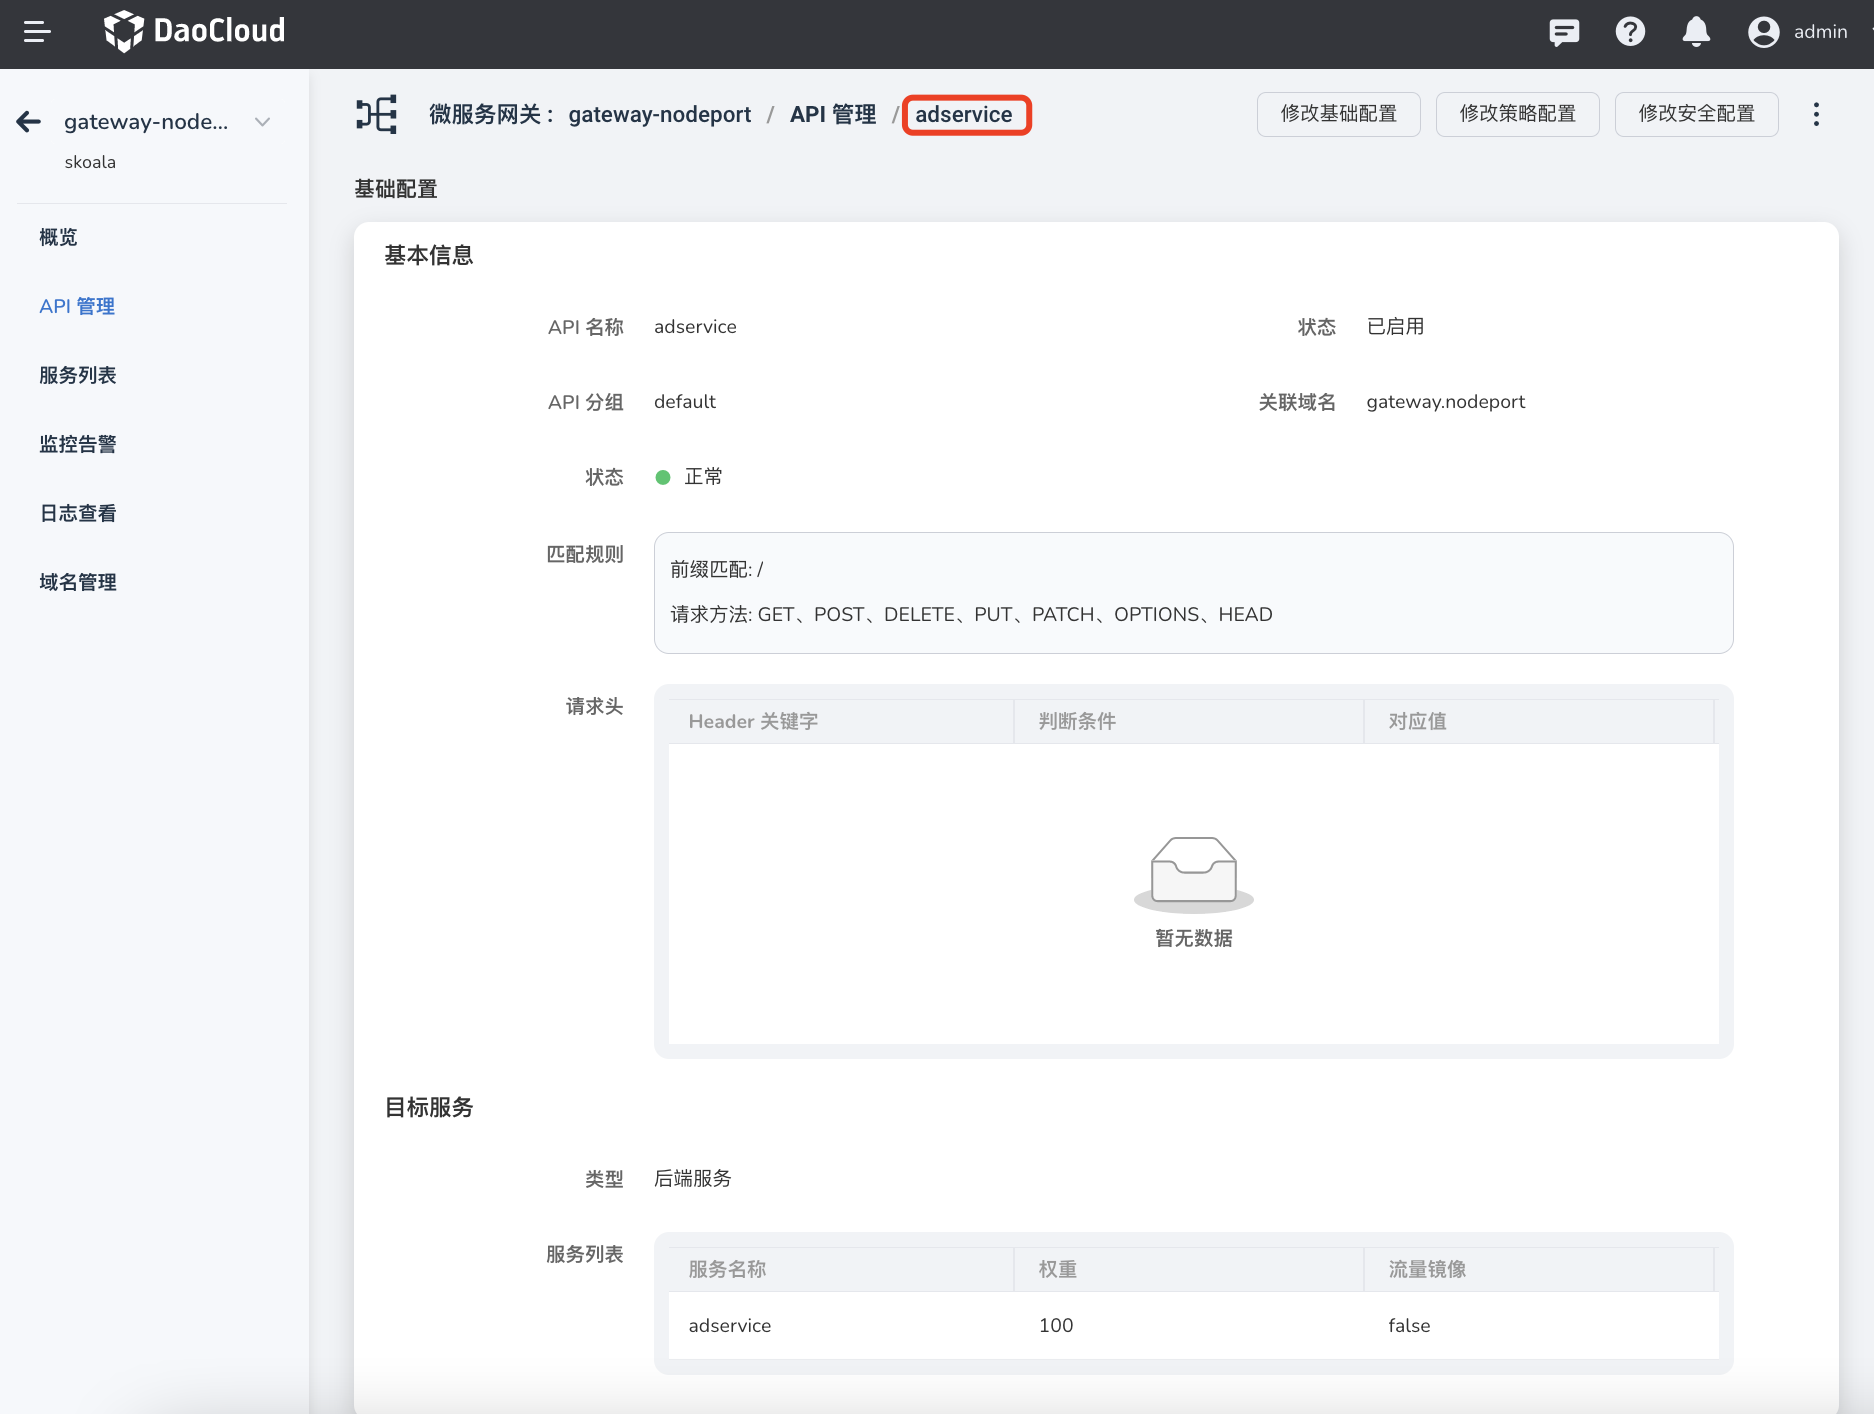 DaoCloud
admin
gateway-node...
skoala
概览
API 管理
服务列表
监控告警
日志查看
域名管理
微服务网关： gateway-nodeport / API 管理 / adservice
修改基础配置
修改策略配置
修改安全配置
基础配置
基本信息
API 名称 adservice
状态 已启用
API 分组 default
关联域名 gateway.nodeport
状态 正常
匹配规则
前缀匹配: /
请求方法: GET、POST、DELETE、PUT、PATCH、OPTIONS、HEAD
请求头
Header 关键字 判断条件 对应值
暂无数据
目标服务
类型 后端服务
服务列表
服务名称 权重 流量镜像
adservice 100 false